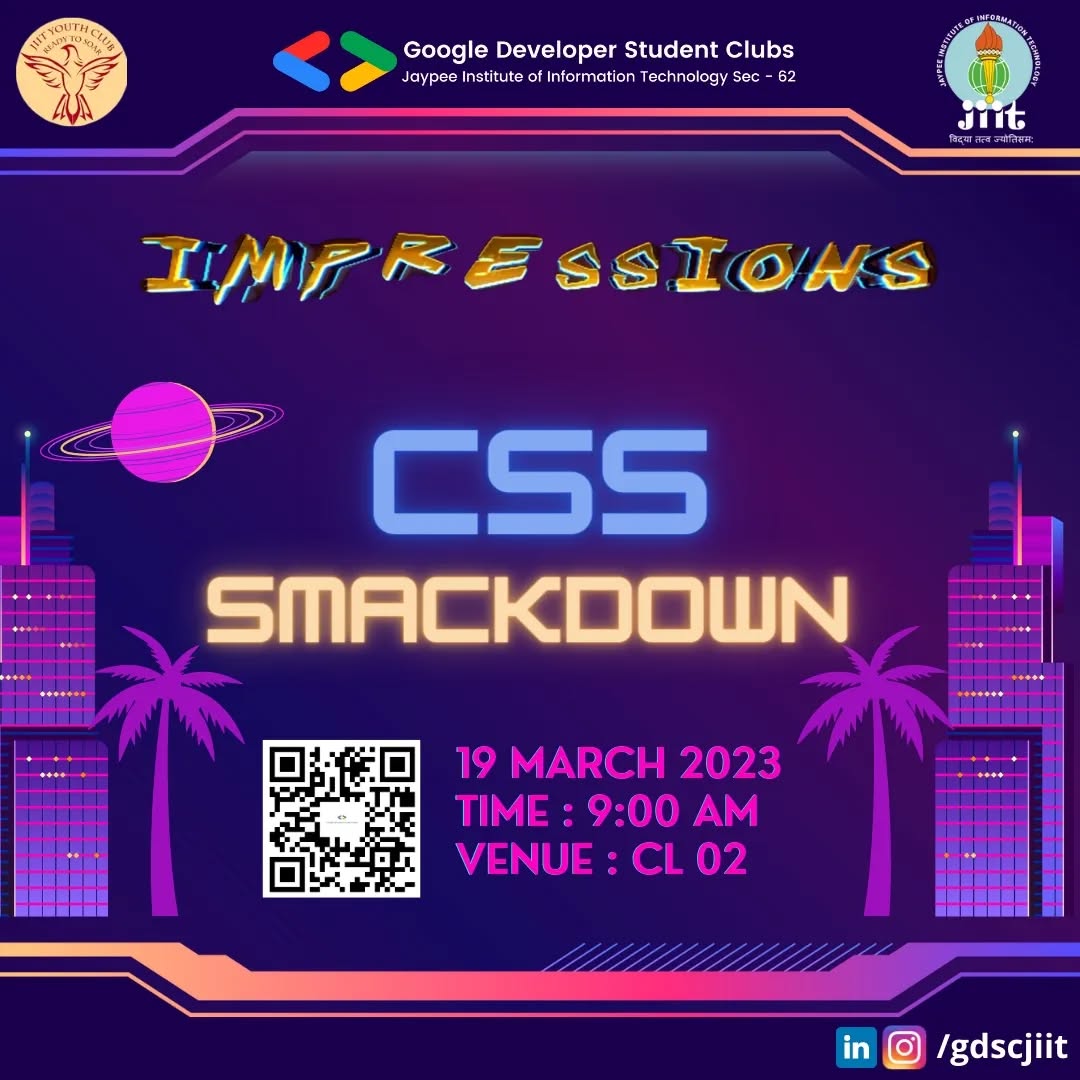 JIIT YOUTH CLUB
READY TO SOAR
Google Developer Student Clubs
Jaypee Institute of Information Technology Sec - 62
JAYPEE INSTITUTE OF INFORMATION TECHNOLOGY
jiit
विद्या तत्व ज्योतिसम:
IMPRESSIONS
CSS
SMACKDOWN
19 MARCH 2023
TIME : 9:00 AM
VENUE : CL 02
in
/gdscjiit